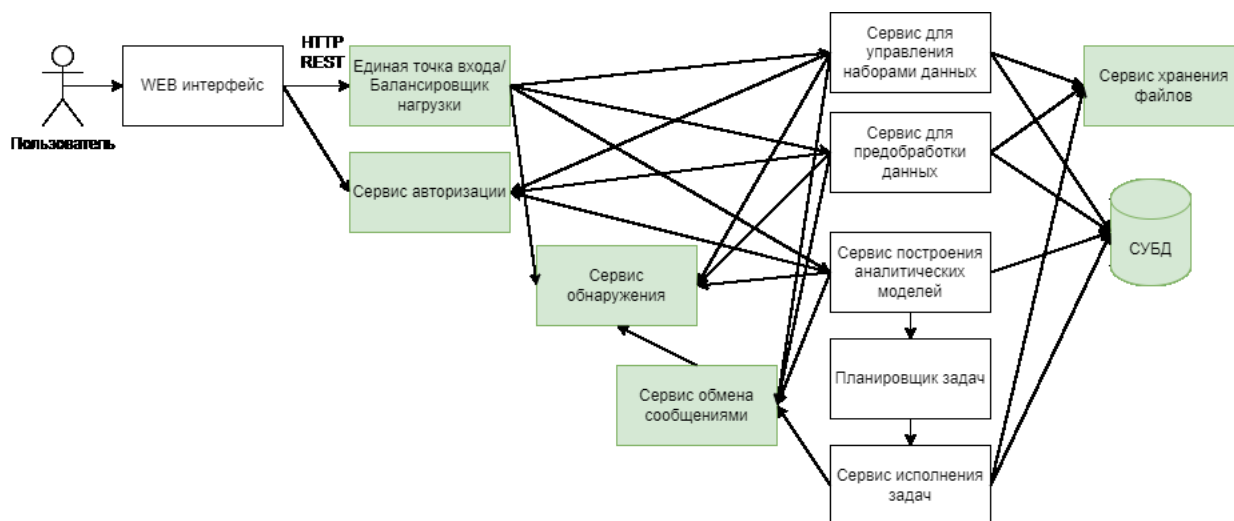 Пользователь
WEB интерфейс
HTTP
REST
Единая точка входа/
Балансировщик
нагрузки
Сервис авторизации
Сервис
обнаружения
Сервис обмена
сообщениями
Сервис для
управления
наборами данных
Сервис для
предобработки
данных
Сервис построения
аналитических
моделей
Планировщик задач
Сервис исполнения
задач
Сервис хранения
файлов
СУБД